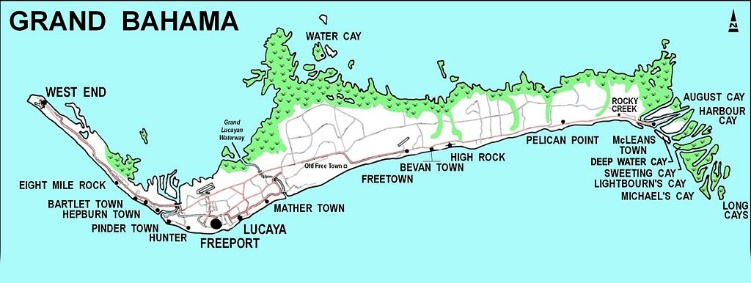 GRAND BAHAMA
N
WATER CAY
WEST END
AUGUST CAY
ROCKY
CREEK
HARBOUR
CAY
Grand
Lucayan
Waterway
PELICAN POINT
McLEANS
TOWN
HIGH ROCK
DEEP WATER CAY
Old Free Town
BEVAN TOWN
SWEETING CAY
FREETOWN
EIGHT MILE ROCK
LIGHTBOURN'S CAY
MICHAEL'S CAY
BARTLET TOWN
MATHER TOWN
LONG
CAYS
HEPBURN TOWN
PINDER TOWN
LUCAYA
HUNTER
FREEPORT